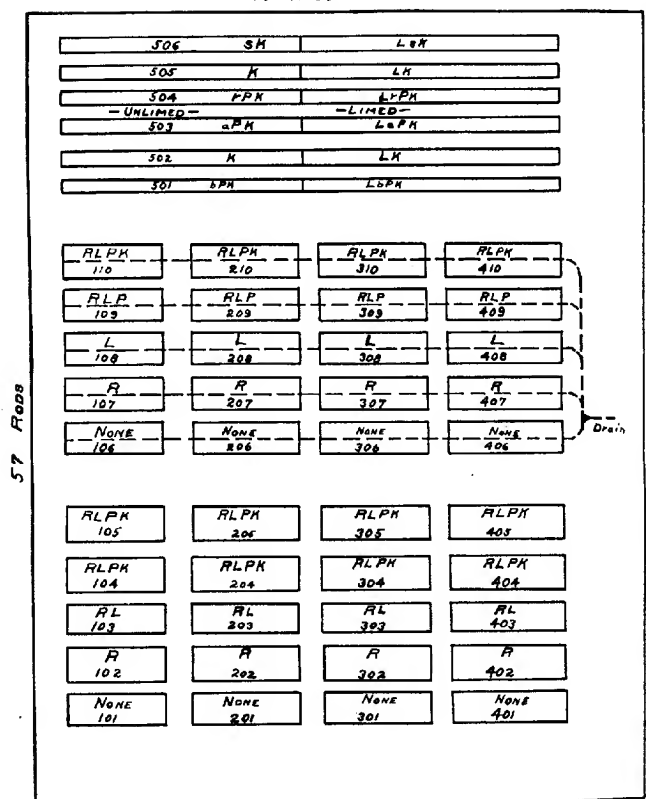 506 SK LSK
505 K LK
504 rPK LrPK
— UNLIMED — — LIMED —
503 aPK LaPK
502 K LK
501 bPK LbPK
RLPK RLPK RLPK RLPK
110 210 310 410
RLP RLP RLP RLP
109 209 309 409
L L L L
108 208 308 408
R R R R
107 207 307 407
Drain
NONE NONE NONE NONE
106 206 306 406
57 RODS
RLPK RLPK RLPK RLPK
105 205 305 405
RLPK RLPK RLPK RLPK
104 204 304 404
RL RL RL RL
103 203 303 403
R R R R
102 202 302 402
NONE NONE NONE NONE
101 201 301 401